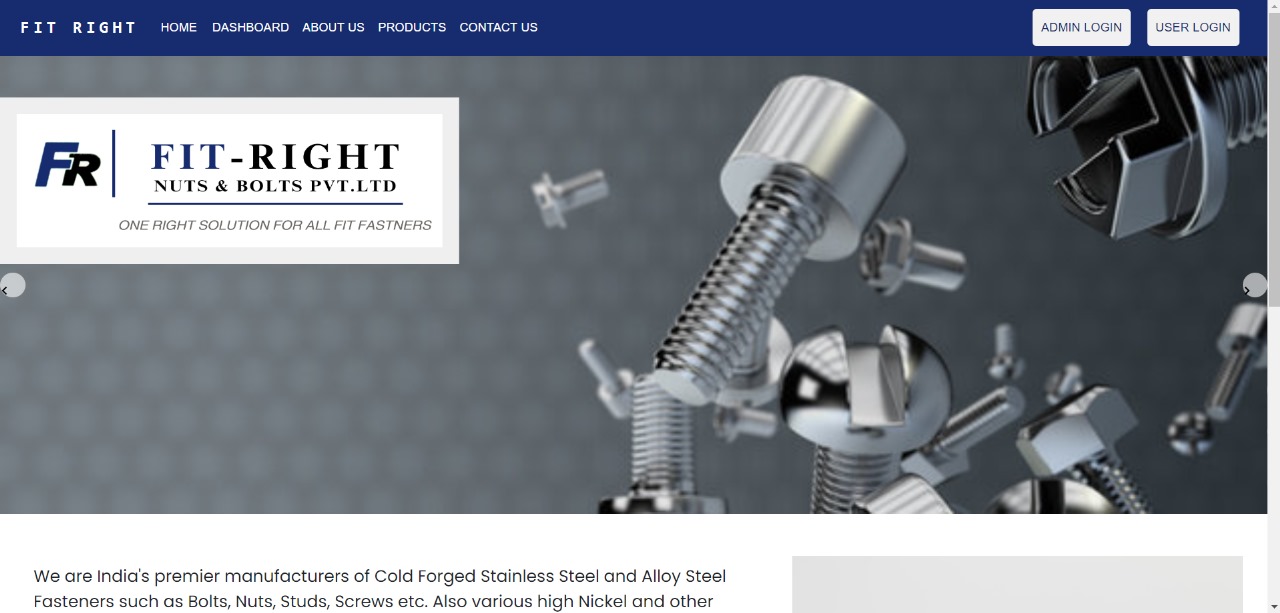 FIT RIGHT HOME DASHBOARD ABOUT US PRODUCTS CONTACT US ADMIN LOGIN USER LOGIN
FR FIT-RIGHT
NUTS & BOLTS PVT.LTD
ONE RIGHT SOLUTION FOR ALL FIT FASTNERS
We are India's premier manufacturers of Cold Forged Stainless Steel and Alloy Steel
Fasteners such as Bolts, Nuts, Studs, Screws etc. Also various high Nickel and other